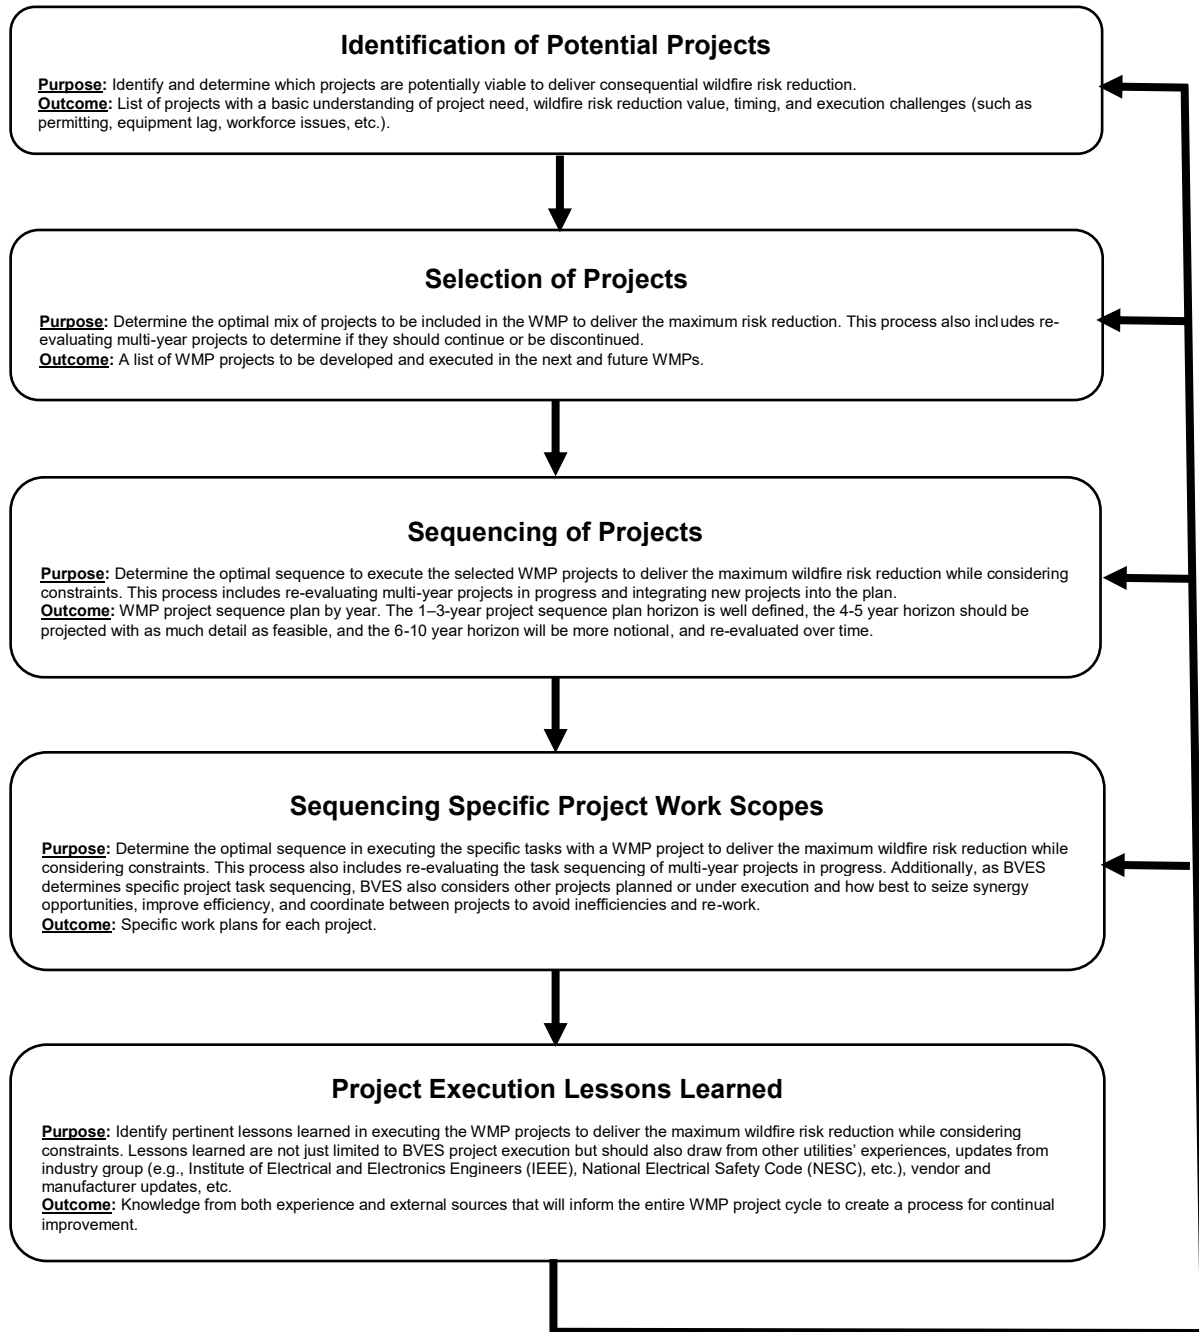 Identification of Potential Projects
Purpose: Identify and determine which projects are potentially viable to deliver consequential wildfire risk reduction.
Outcome: List of projects with a basic understanding of project need, wildfire risk reduction value, timing, and execution challenges (such as
permitting, equipment lag, workforce issues, etc.).
Selection of Projects
Purpose: Determine the optimal mix of projects to be included in the WMP to deliver the maximum risk reduction. This process also includes re-
evaluating multi-year projects to determine if they should continue or be discontinued.
Outcome: A list of WMP projects to be developed and executed in the next and future WMPs.
Sequencing of Projects
Purpose: Determine the optimal sequence to execute the selected WMP projects to deliver the maximum wildfire risk reduction while considering
constraints. This process includes re-evaluating multi-year projects in progress and integrating new projects into the plan.
Outcome: WMP project sequence plan by year. The 1–3-year project sequence plan horizon is well defined, the 4-5 year horizon should be
projected with as much detail as feasible, and the 6-10 year horizon will be more notional, and re-evaluated over time.
Sequencing Specific Project Work Scopes
Purpose: Determine the optimal sequence in executing the specific tasks with a WMP project to deliver the maximum wildfire risk reduction while
considering constraints. This process also includes re-evaluating the task sequencing of multi-year projects in progress. Additionally, as BVES
determines specific project task sequencing, BVES also considers other projects planned or under execution and how best to seize synergy
opportunities, improve efficiency, and coordinate between projects to avoid inefficiencies and re-work.
Outcome: Specific work plans for each project.
Project Execution Lessons Learned
Purpose: Identify pertinent lessons learned in executing the WMP projects to deliver the maximum wildfire risk reduction while considering
constraints. Lessons learned are not just limited to BVES project execution but should also draw from other utilities’ experiences, updates from
industry group (e.g., Institute of Electrical and Electronics Engineers (IEEE), National Electrical Safety Code (NESC), etc.), vendor and
manufacturer updates, etc.
Outcome: Knowledge from both experience and external sources that will inform the entire WMP project cycle to create a process for continual
improvement.